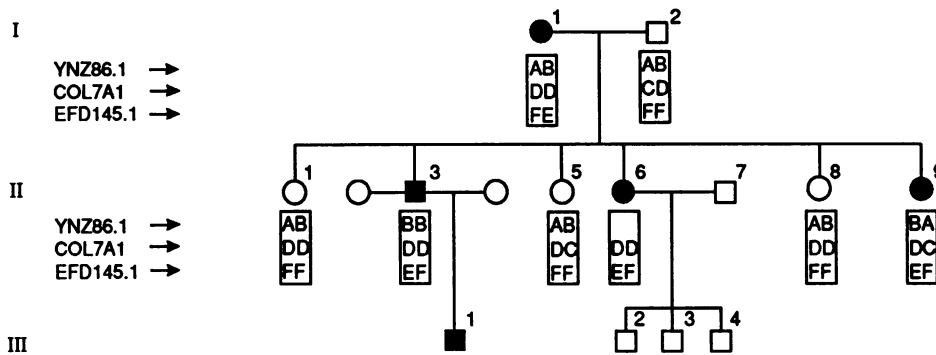 I
1 2
YNZ86.1 → AB AB
COL7A1 → DD CD
EFD145.1 → FE FF
II
1 3 5 6 7 8 9
YNZ86.1 → AB BB AB AB BA
COL7A1 → DD DD DC DD DD DC
EFD145.1 → FF EF FF EF FF EF
III
1 2 3 4